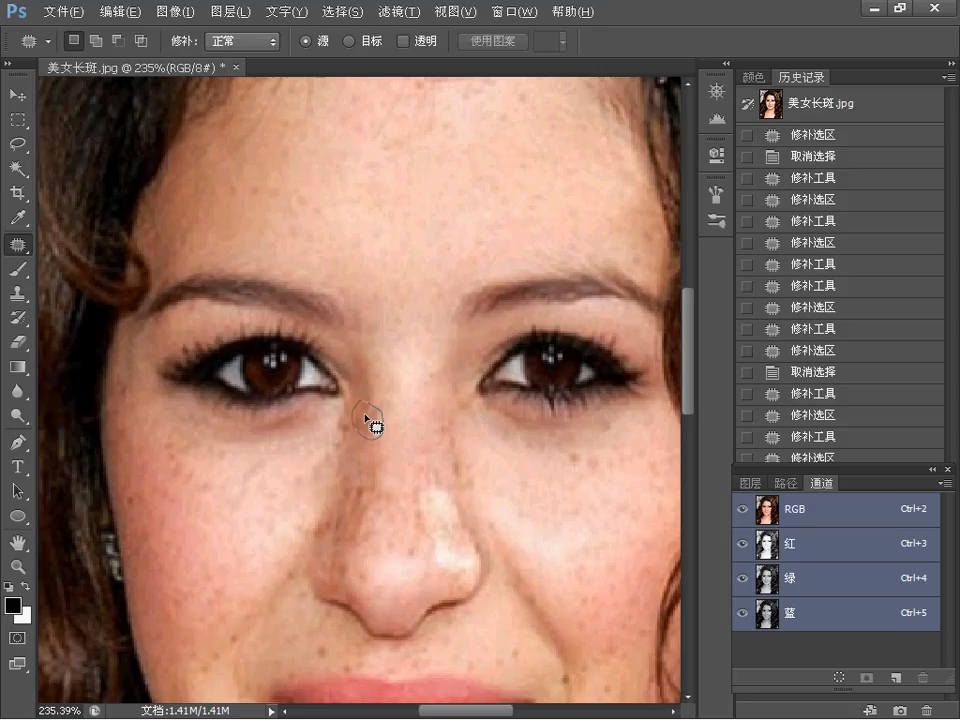 Ps 文件(F) 编辑(E) 图像(I) 图层(L) 文字(Y) 选择(S) 滤镜(T) 视图(V) 窗口(W) 帮助(H)
修补: 正常 源 目标 透明 使用图案
美女长斑.jpg @ 235%(RGB/8#) * ×
颜色 历史记录
美女长斑.jpg
修补选区
取消选择
修补工具
修补选区
修补工具
修补选区
修补工具
修补工具
修补选区
修补工具
修补选区
取消选择
修补工具
修补选区
修补工具
修补选区
图层 路径 通道
RGB Ctrl+2
红 Ctrl+3
绿 Ctrl+4
蓝 Ctrl+5
235.39% 文档:1.41M/1.41M